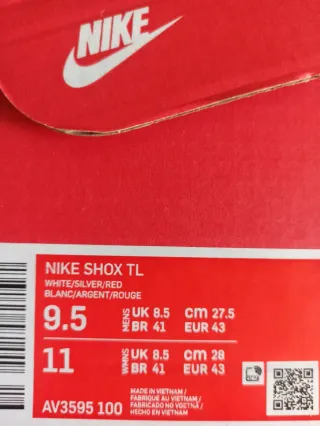 NIKE
NIKE SHOX TL
WHITE/SILVER/RED
BLANC/ARGENT/ROUGE
9.5 MENS UK 8.5 CM 27.5
BR 41 EUR 43
11 WMNS UK 8.5 CM 28
BR 41 EUR 43
AV3595 100
MADE IN VIETNAM /
FABRIQUÉ AU VIETNAM /
FABRICADO NO VIETNÃ /
HECHO EN VIETNAM